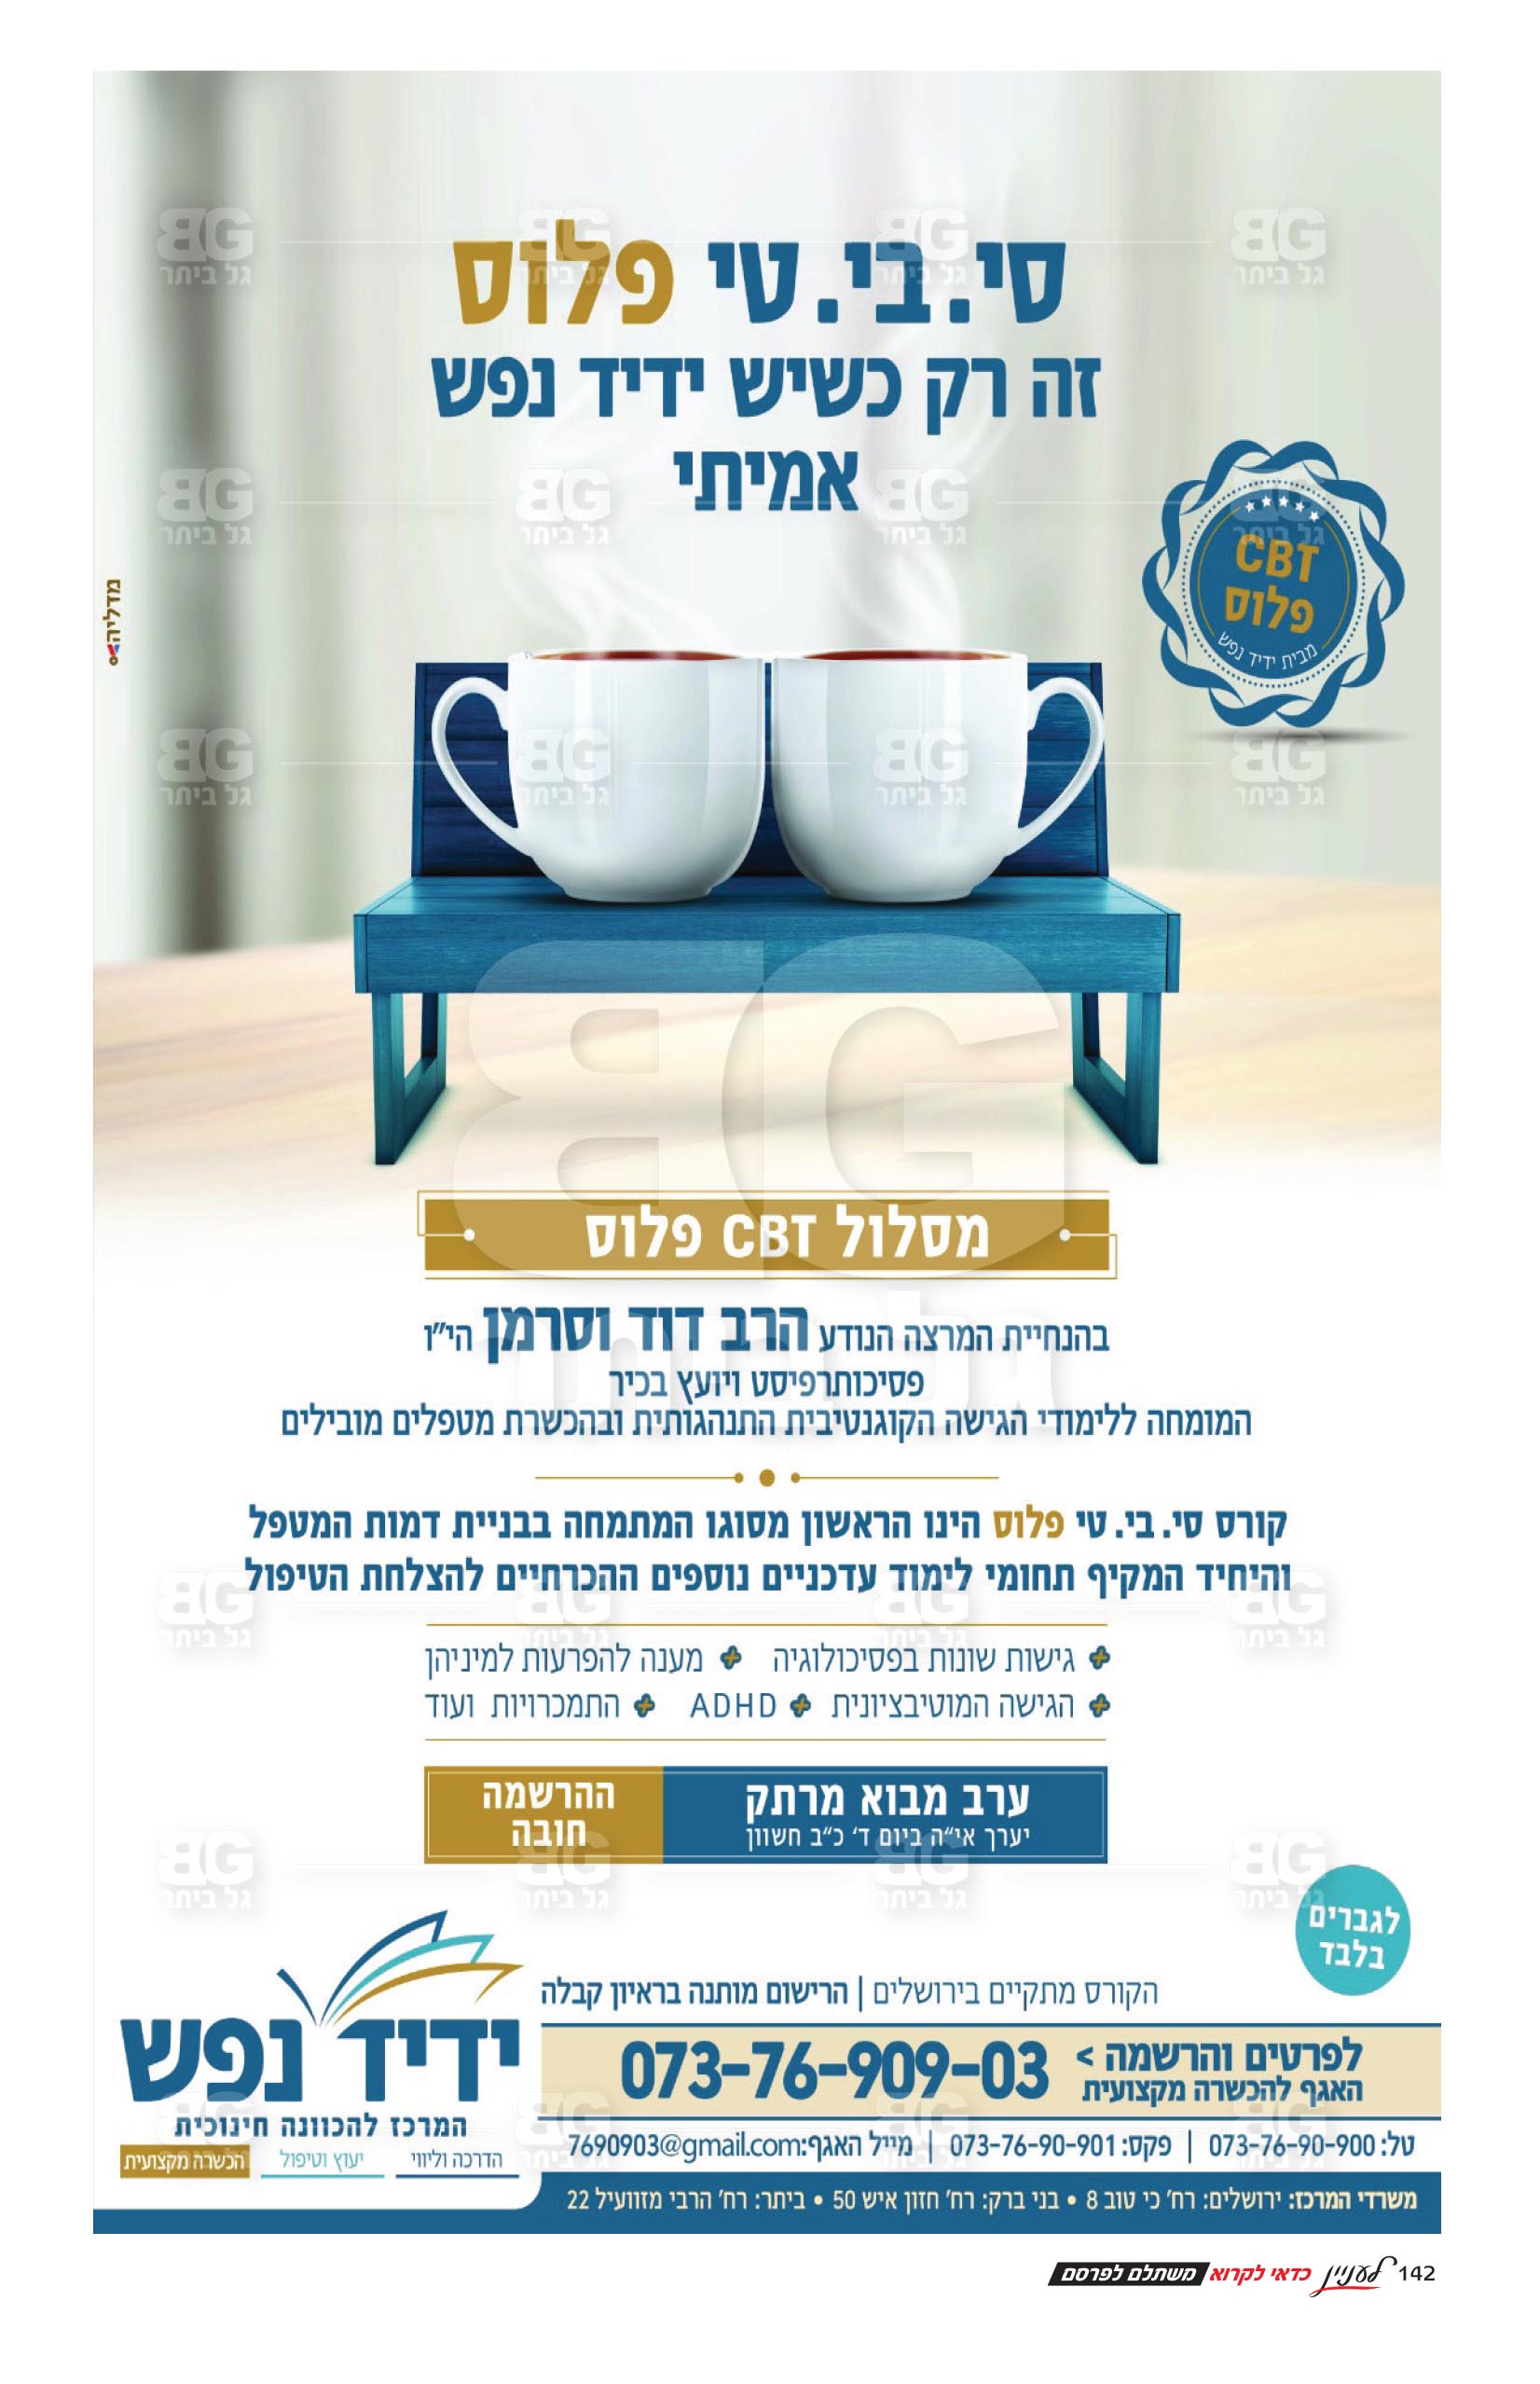 סי.בי.טי פלוס
זה רק כשיש ידיד נפש
אמיתי
CBT
פלוס
מבית ידיד נפש
מדליה
מסלול CBT פלוס
בהנחיית המרצה הנודע הרב דוד וסרמן הי"ו
פסיכותרפיסט ויועץ בכיר
המומחה ללימודי הגישה הקוגנטיבית התנהגותית ובהכשרת מטפלים מובילים
קורס סי.בי.טי פלוס הינו הראשון מסוגו המתמחה בבניית דמות המטפל
והיחיד המקיף תחומי לימוד עדכניים נוספים ההכרחיים להצלחת הטיפול
גישות שונות בפסיכולוגיה מענה להפרעות למיניהן
הגישה המוטיבציונית ADHD התמכרויות ועוד
ערב מבוא מרתק
יערך אי"ה ביום ד' כ"ב חשוון
ההרשמה
חובה
לגברים
בלבד
הקורס מתקיים בירושלים | הרישום מותנה בראיון קבלה
לפרטים והרשמה >
האגף להכשרה מקצועית
073-76-909-03
טל: 073-76-90-900 | פקס: 073-76-90-901 | מייל האגף: 7690903@gmail.com
משרדי המרכז: ירושלים: רח' כי טוב 8 • בני ברק: רח' חזון איש 50 • ביתר: רח' הרבי מזוועיל 22
ידיד נפש
המרכז להכוונה חינוכית
הדרכה וליווי יעוץ וטיפול הכשרה מקצועית
142 לעניין כדאי לקרוא משתלם לפרסם
BG
גל ביתר